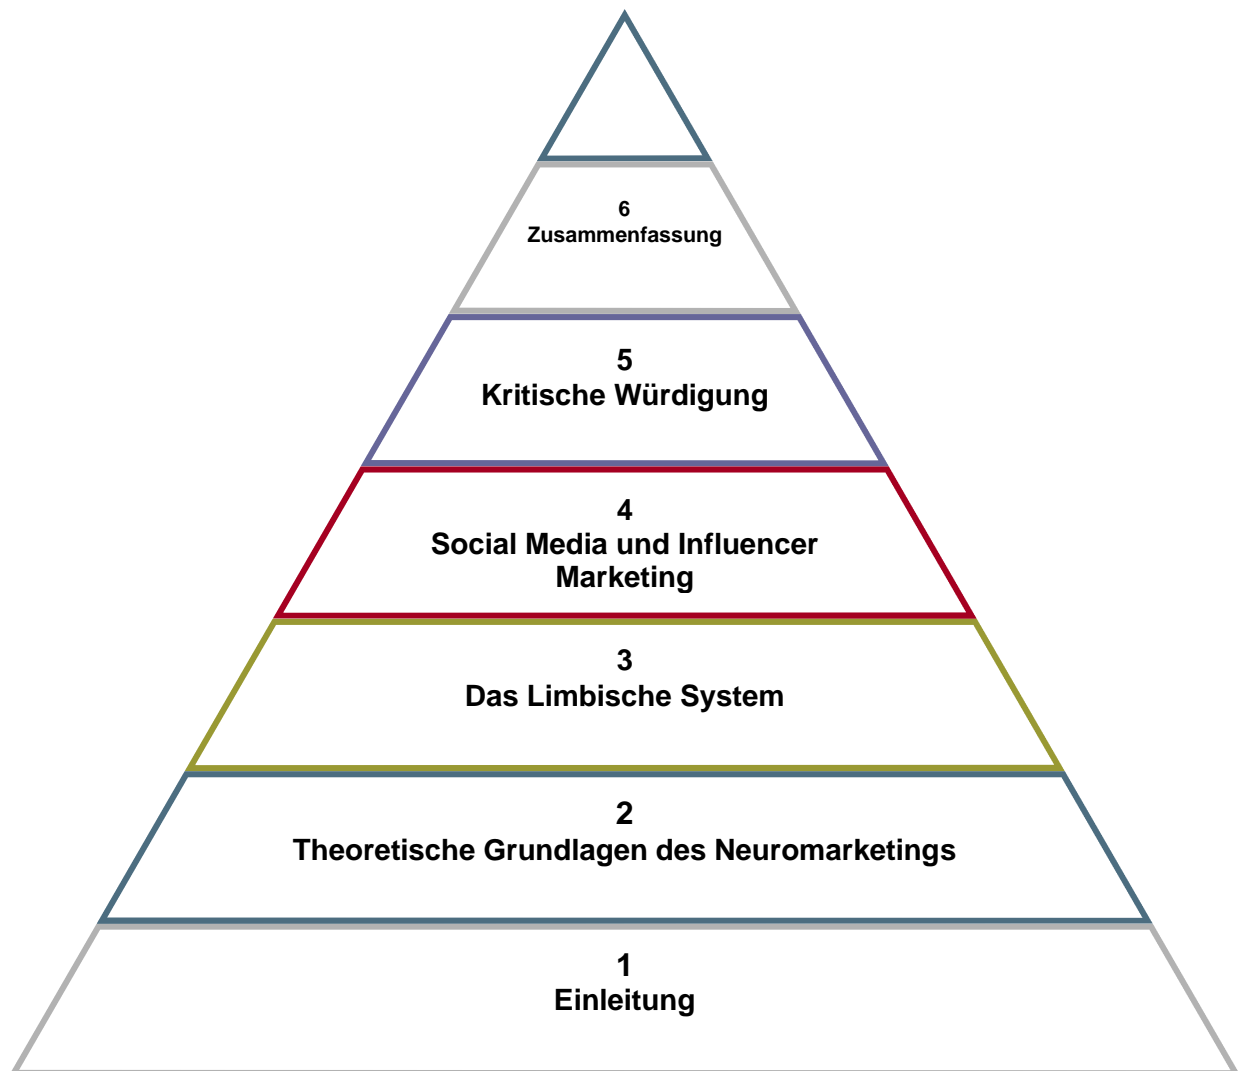 6
Zusammenfassung
5
Kritische Würdigung
4
Social Media und Influencer
Marketing
3
Das Limbische System
2
Theoretische Grundlagen des Neuromarketings
1
Einleitung